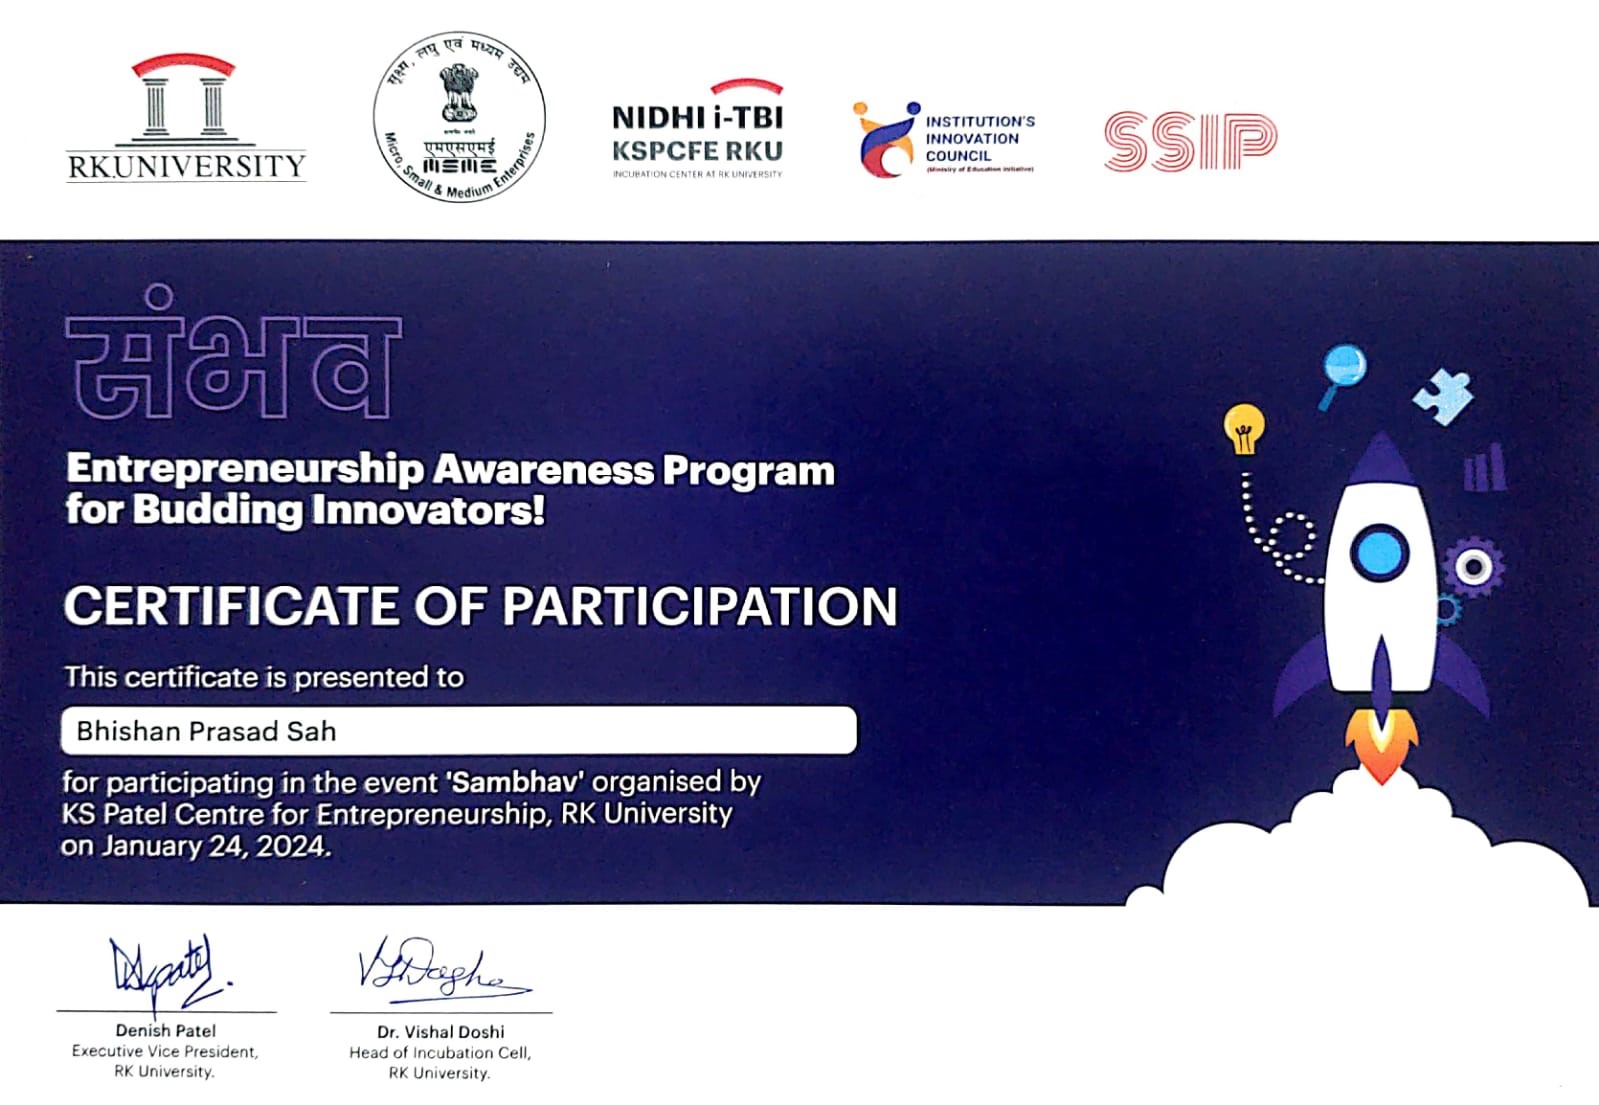 RK.UNIVERSITY
सूक्ष्म, लघु एवं मध्यम उद्यम
एमएसएमई
MSME
Micro, Small & Medium Enterprises
NIDHI i-TBI
KSPCFE RKU
INCUBATION CENTER AT RK UNIVERSITY
INSTITUTION'S
INNOVATION
COUNCIL
(Ministry of Education Initiative)
SSIP
संभव
Entrepreneurship Awareness Program
for Budding Innovators!
CERTIFICATE OF PARTICIPATION
This certificate is presented to
Bhishan Prasad Sah
for participating in the event 'Sambhav' organised by
KS Patel Centre for Entrepreneurship, RK University
on January 24, 2024.
Denish Patel
Executive Vice President,
RK University.
Dr. Vishal Doshi
Head of Incubation Cell,
RK University.